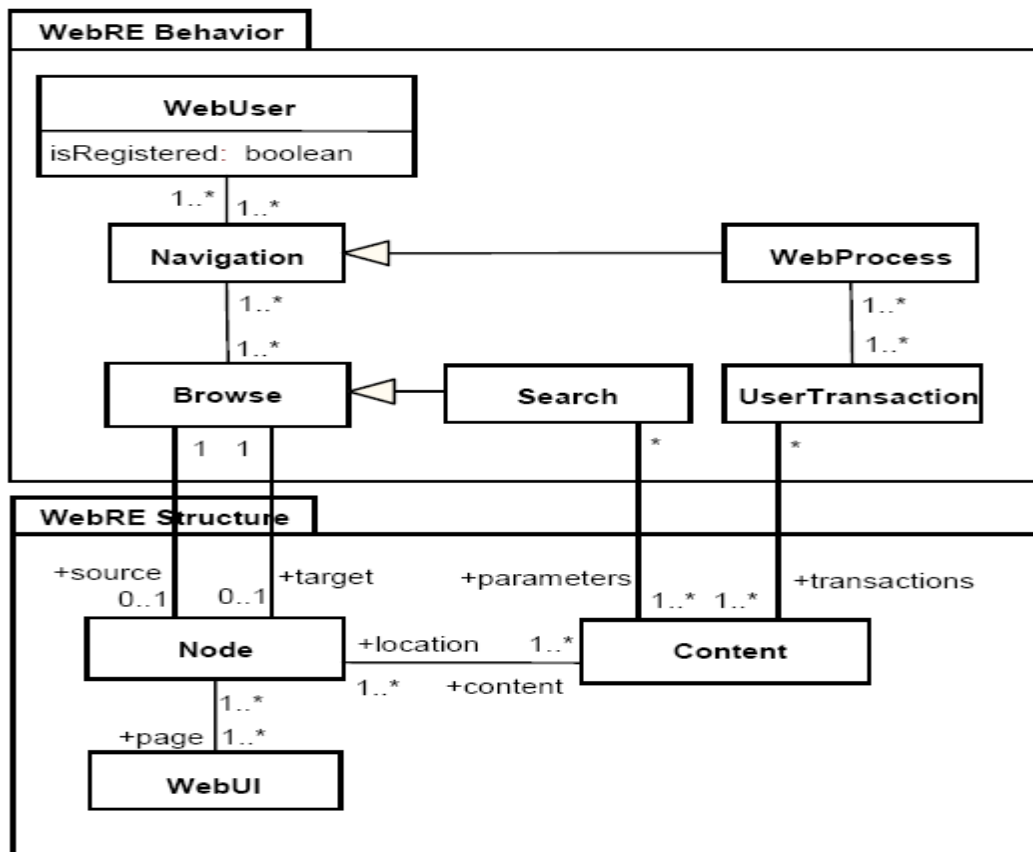 WebRE Behavior
WebUser
isRegistered: boolean
1..*
1..*
Navigation
WebProcess
1..*
1..*
1..*
1..*
Browse
Search
UserTransaction
1
1
*
*
WebRE Structure
+source
+target
+parameters
+transactions
0..1
0..1
1..*
1..*
Node
+location
1..*
Content
1..*
+content
1..*
+page
1..*
WebUI